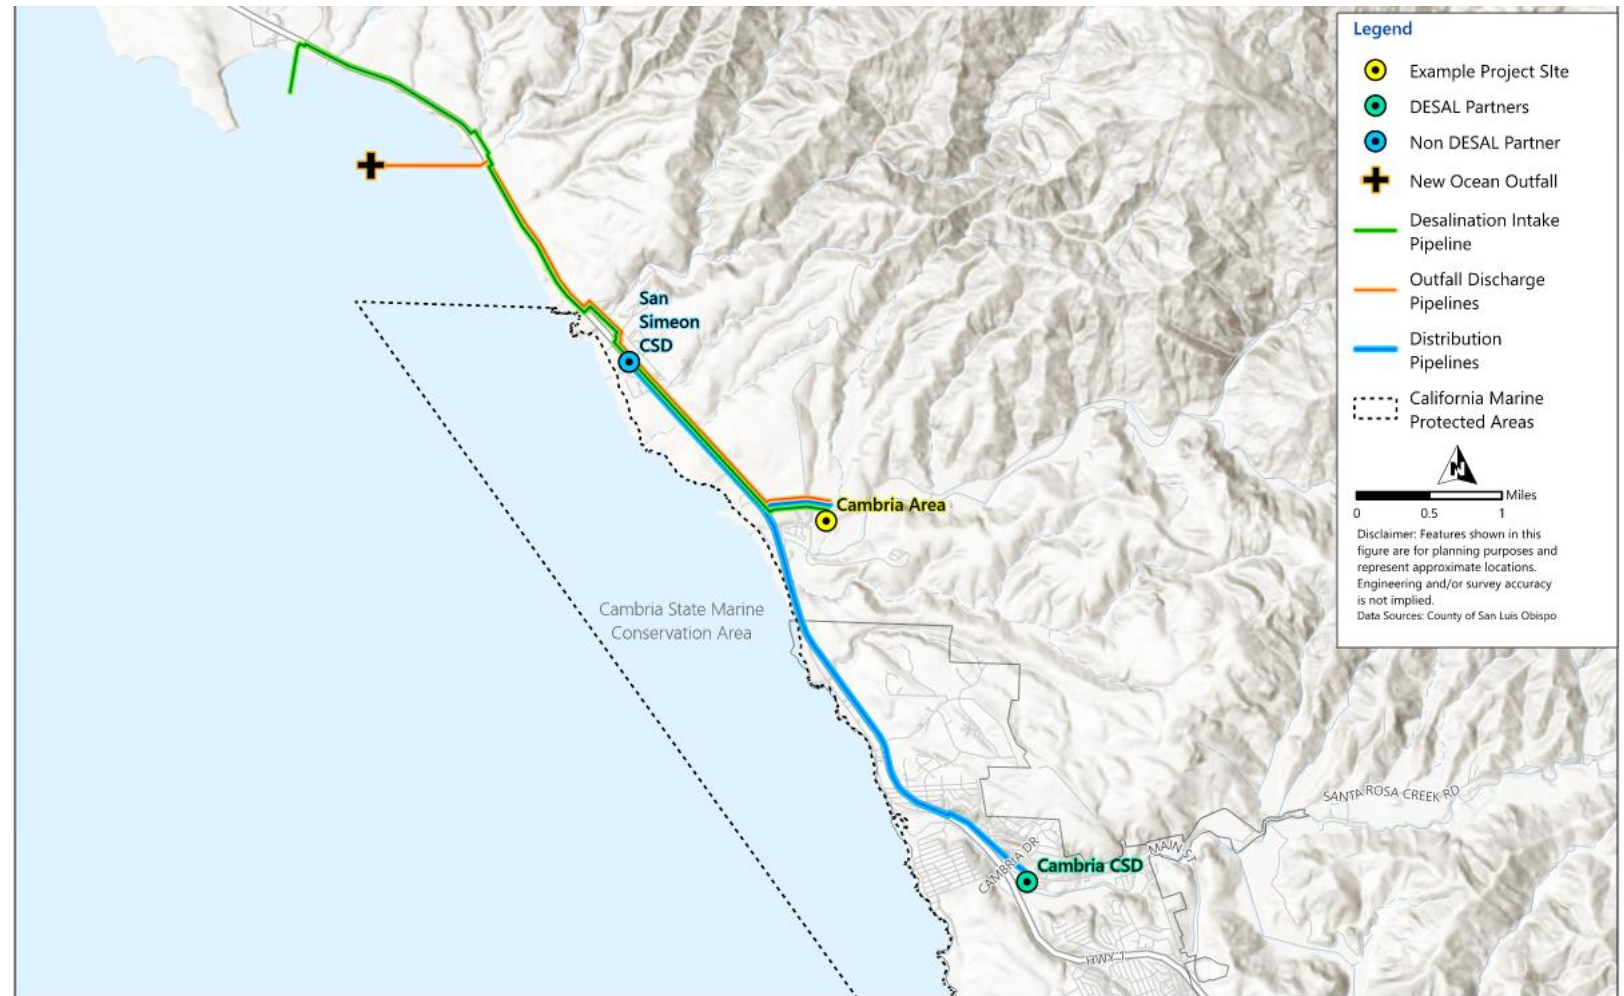 San
Simeon
CSD
Cambria Area
Cambria State Marine
Conservation Area
SANTA ROSA CREEK RD
MAIN ST
CAMBRIA DR
Cambria CSD
HWY 1
Legend
Example Project SIte
DESAL Partners
Non DESAL Partner
New Ocean Outfall
Desalination Intake
Pipeline
Outfall Discharge
Pipelines
Distribution
Pipelines
California Marine
Protected Areas
N
Miles
0 0.5 1
Disclaimer: Features shown in this
figure are for planning purposes and
represent approximate locations.
Engineering and/or survey accuracy
is not implied.
Data Sources: County of San Luis Obispo